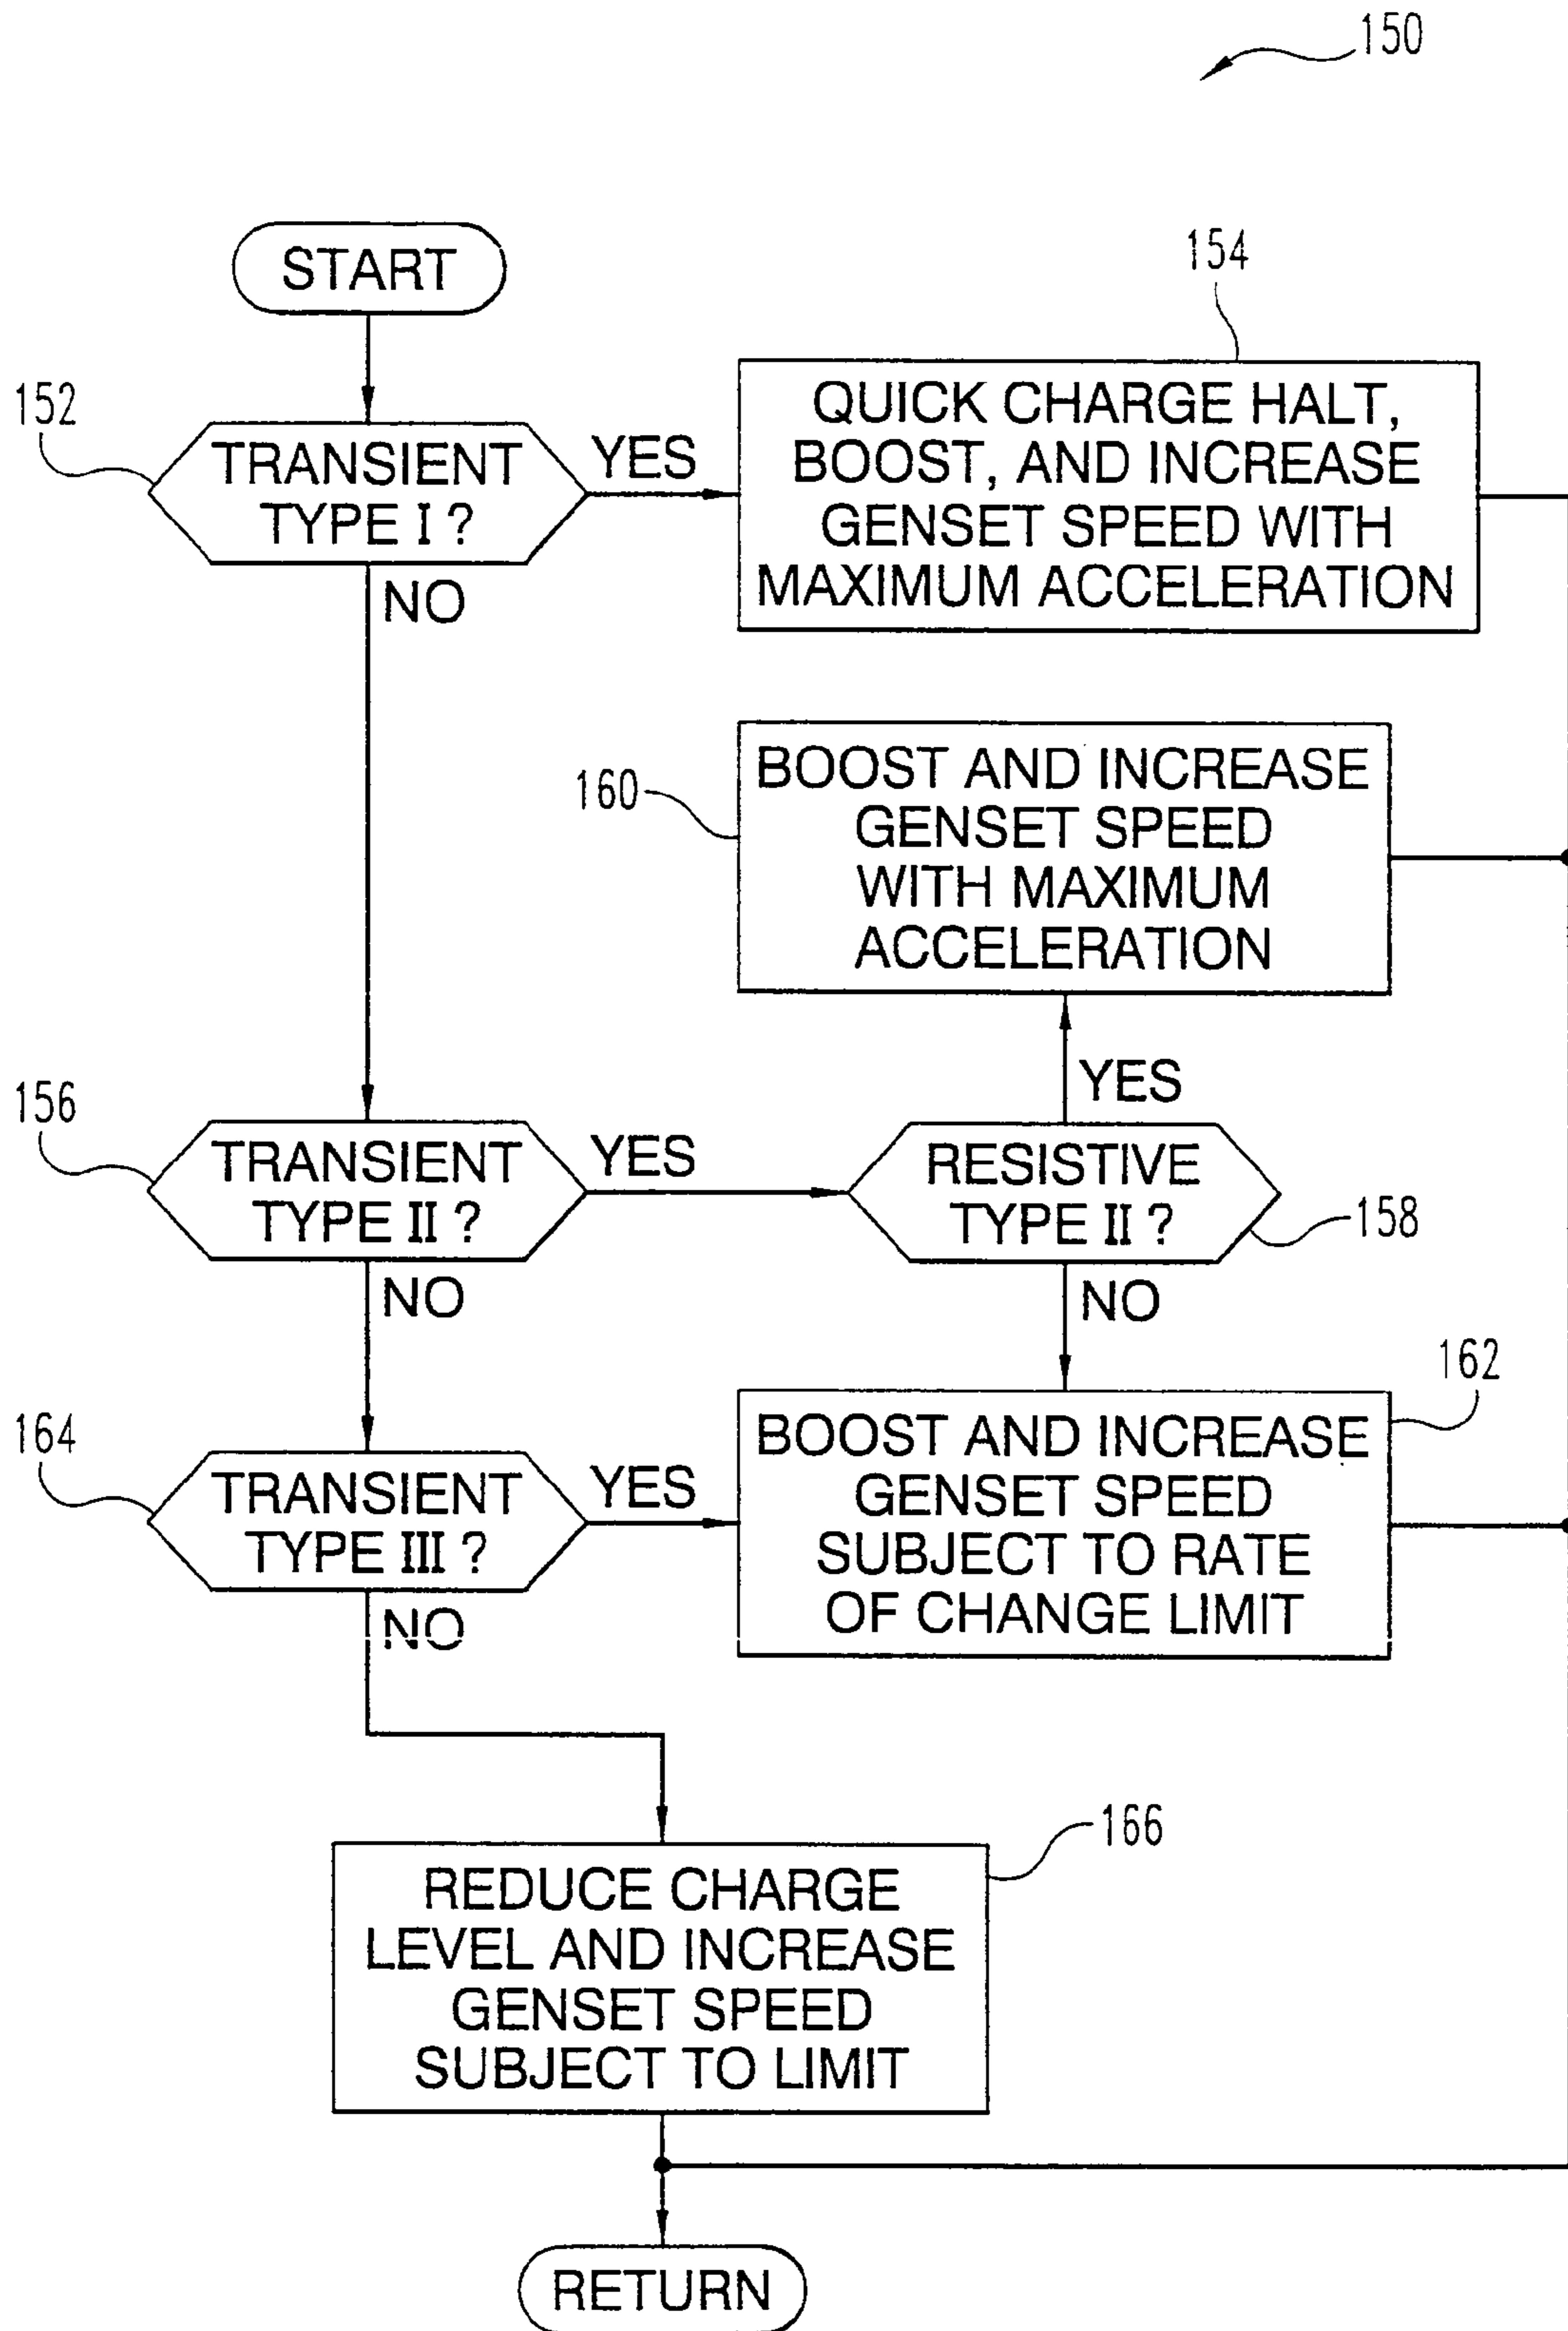 150
START
154
152
TRANSIENT
TYPE I ?
YES
NO
QUICK CHARGE HALT,
BOOST, AND INCREASE
GENSET SPEED WITH
MAXIMUM ACCELERATION
160
BOOST AND INCREASE
GENSET SPEED
WITH MAXIMUM
ACCELERATION
YES
156
TRANSIENT
TYPE II ?
YES
NO
RESISTIVE
TYPE II ?
158
NO
162
164
TRANSIENT
TYPE III ?
YES
NO
BOOST AND INCREASE
GENSET SPEED
SUBJECT TO RATE
OF CHANGE LIMIT
166
REDUCE CHARGE
LEVEL AND INCREASE
GENSET SPEED
SUBJECT TO LIMIT
RETURN